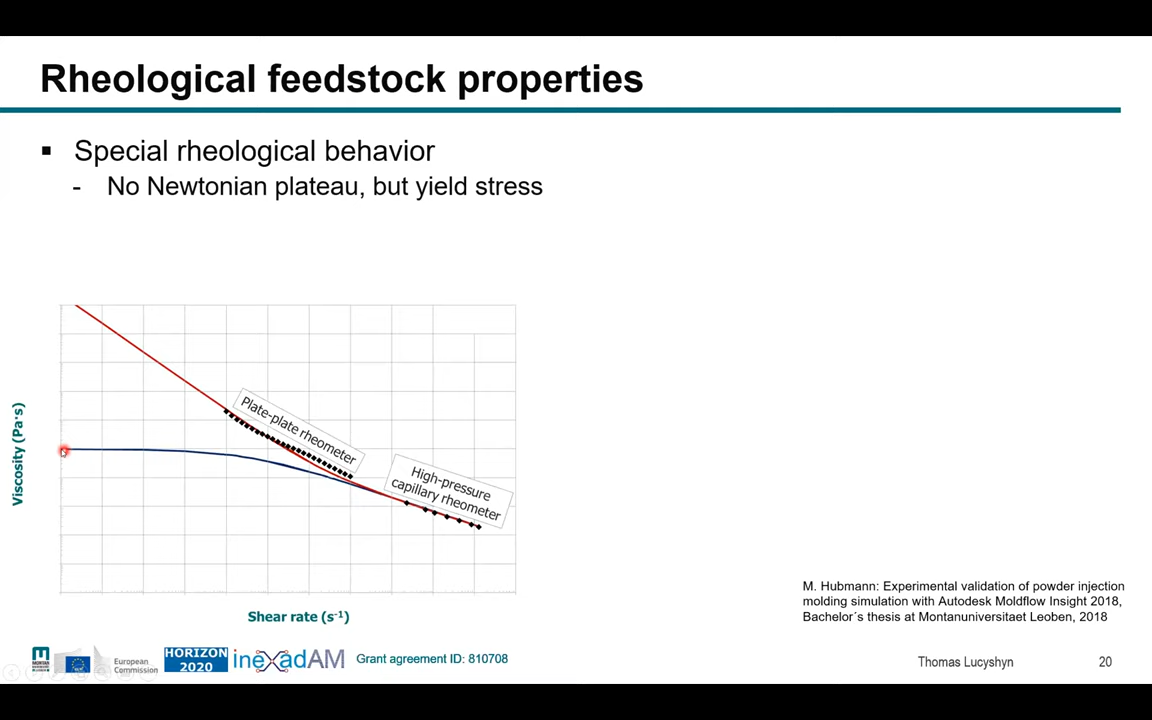 Rheological feedstock properties
▪ Special rheological behavior
- No Newtonian plateau, but yield stress
Plate-plate rheometer
High-pressure
capillary rheometer
Viscosity (Pa·s)
Shear rate (s⁻¹)
M. Hubmann: Experimental validation of powder injection
molding simulation with Autodesk Moldflow Insight 2018,
Bachelor´s thesis at Montanuniversitaet Leoben, 2018
European
Commission
HORIZON
2020
inexadAM
Grant agreement ID: 810708
Thomas Lucyshyn
20